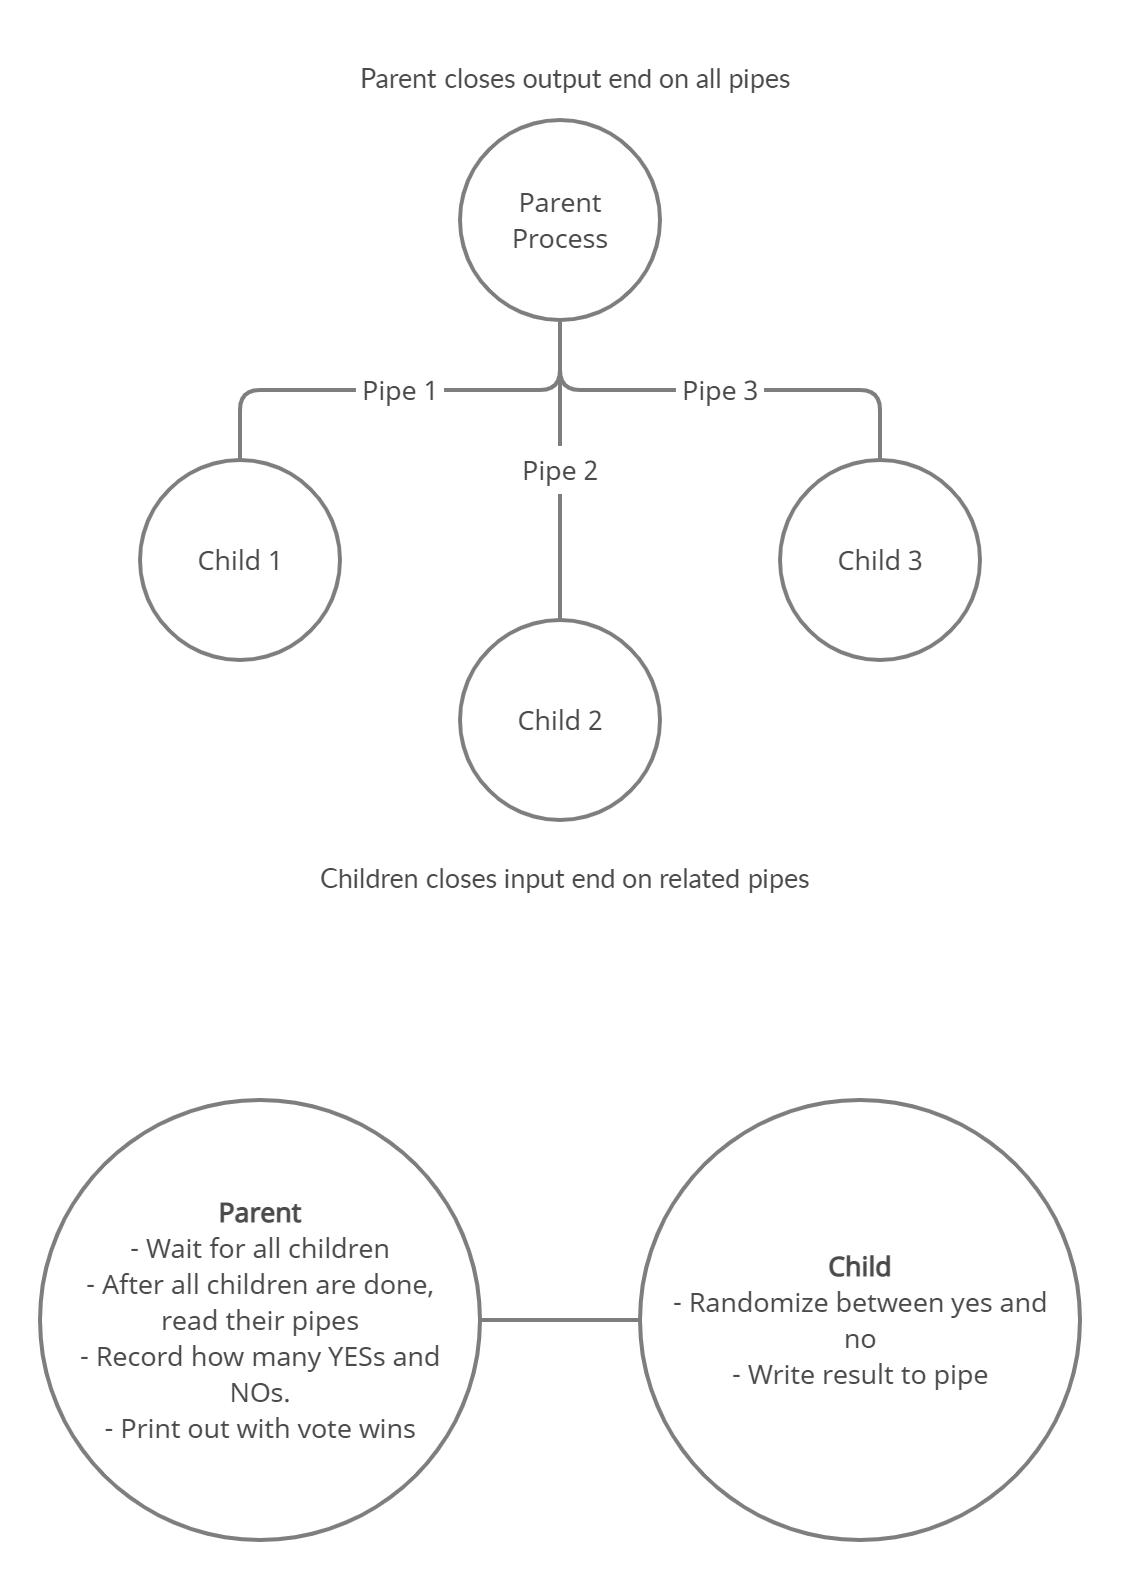 Parent closes output end on all pipes
Parent
Process
Pipe 1
Pipe 3
Pipe 2
Child 1
Child 3
Child 2
Children closes input end on related pipes
Parent
- Wait for all children
- After all children are done,
read their pipes
- Record how many YESs and
NOs.
- Print out with vote wins
Child
- Randomize between yes and
no
- Write result to pipe